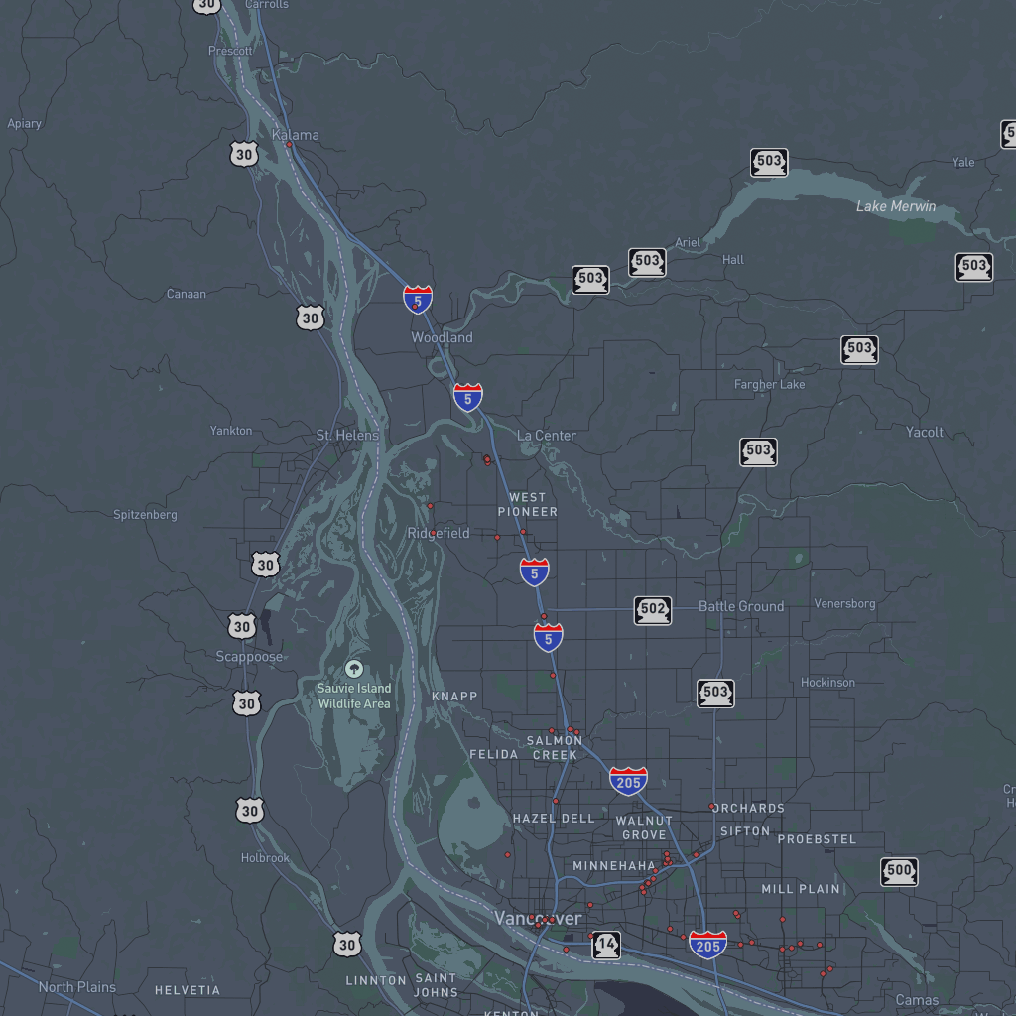 30
Carrolls
Prescott
Apiary
Kalama
30
503
Yale
Lake Merwin
Ariel
503
Hall
503
503
Canaan
5
30
Woodland
503
Fargher Lake
5
Yankton
St. Helens
La Center
Yacolt
503
WEST
PIONEER
Spitzenberg
Ridgefield
30
5
502
Battle Ground
Venersborg
30
5
Scappoose
Sauvie Island
Wildlife Area
30
KNAPP
503
Hockinson
SALMON
CREEK
FELIDA
205
30
HAZEL DELL
WALNUT
GROVE
ORCHARDS
SIFTON
PROEBSTEL
Holbrook
MINNEHAHA
500
MILL PLAIN
Vancouver
30
14
205
LINNTON
SAINT
JOHNS
North Plains
HELVETIA
Camas
KENTON